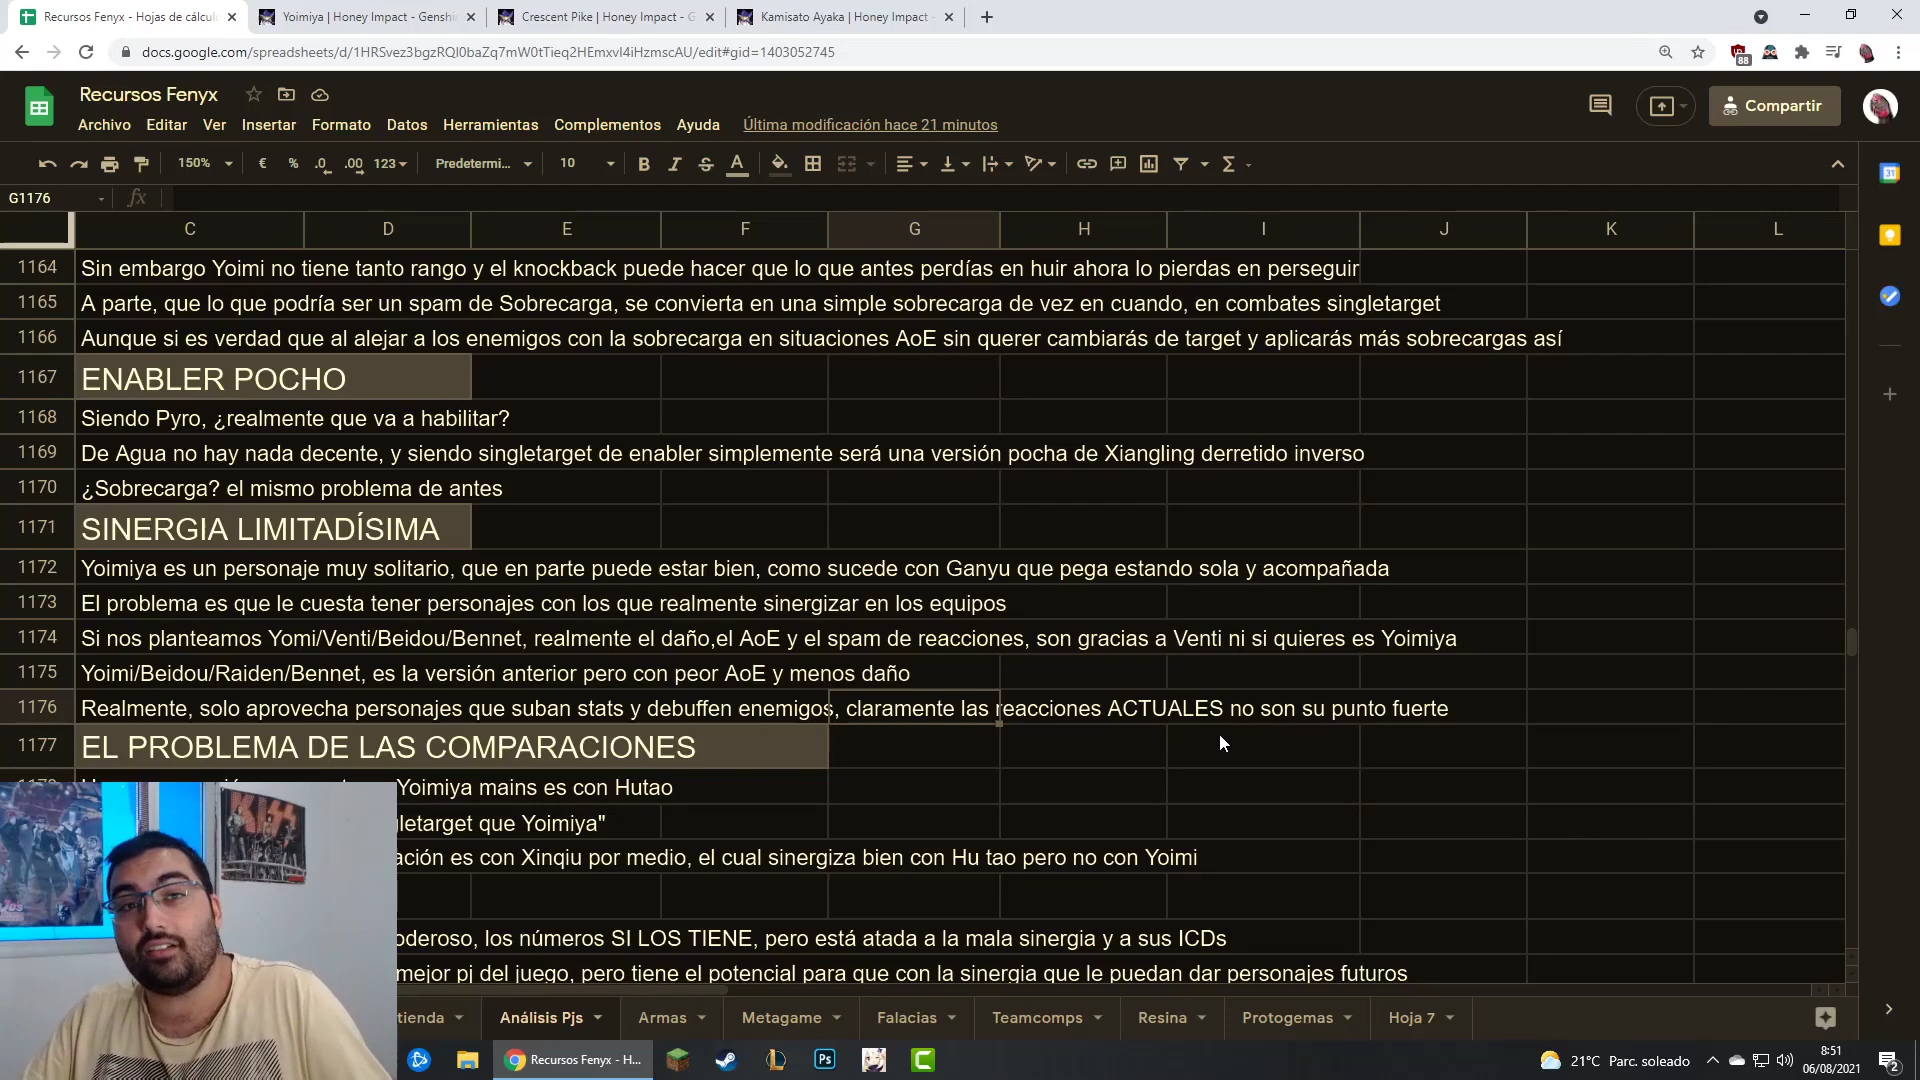 Recursos Fenyx - Hojas de cálcul
Yoimiya | Honey Impact - Genshin
Crescent Pike | Honey Impact - G
Kamisato Ayaka | Honey Impact -
docs.google.com/spreadsheets/d/1HRSvez3bgzRQI0baZq7mW0tTieq2HEmxvl4iHzmscAU/edit#gid=1403052745
88
Recursos Fenyx
Compartir
Archivo Editar Ver Insertar Formato Datos Herramientas Complementos Ayuda Última modificación hace 21 minutos
150% € % .0 .00 123 Predetermi... 10 B I S A Σ
31
G1176 fx
C D E F G H I J K L
1164 Sin embargo Yoimi no tiene tanto rango y el knockback puede hacer que lo que antes perdías en huir ahora lo pierdas en perseguir
1165 A parte, que lo que podría ser un spam de Sobrecarga, se convierta en una simple sobrecarga de vez en cuando, en combates singletarget
1166 Aunque si es verdad que al alejar a los enemigos con la sobrecarga en situaciones AoE sin querer cambiarás de target y aplicarás más sobrecargas así
1167 ENABLER POCHO
1168 Siendo Pyro, ¿realmente que va a habilitar?
1169 De Agua no hay nada decente, y siendo singletarget de enabler simplemente será una versión pocha de Xiangling derretido inverso
1170 ¿Sobrecarga? el mismo problema de antes
1171 SINERGIA LIMITADÍSIMA
1172 Yoimiya es un personaje muy solitario, que en parte puede estar bien, como sucede con Ganyu que pega estando sola y acompañada
1173 El problema es que le cuesta tener personajes con los que realmente sinergizar en los equipos
1174 Si nos planteamos Yomi/Venti/Beidou/Bennet, realmente el daño,el AoE y el spam de reacciones, son gracias a Venti ni si quieres es Yoimiya
1175 Yoimi/Beidou/Raiden/Bennet, es la versión anterior pero con peor AoE y menos daño
1176 Realmente, solo aprovecha personajes que suban stats y debuffen enemigos, claramente las reacciones ACTUALES no son su punto fuerte
1177 EL PROBLEMA DE LAS COMPARACIONES
Yoimiya mains es con Hutao
letarget que Yoimiya"
ación es con Xinqiu por medio, el cual sinergiza bien con Hu tao pero no con Yoimi
oderoso, los números SI LOS TIENE, pero está atada a la mala sinergia y a sus ICDs
mejor pj del juego, pero tiene el potencial para que con la sinergia que le puedan dar personajes futuros
KISS
tienda Análisis Pjs Armas Metagame Falacias Teamcomps Resina Protogemas Hoja 7
Recursos Fenyx - H...
Ps
21°C Parc. soleado
8:51
06/08/2021
2